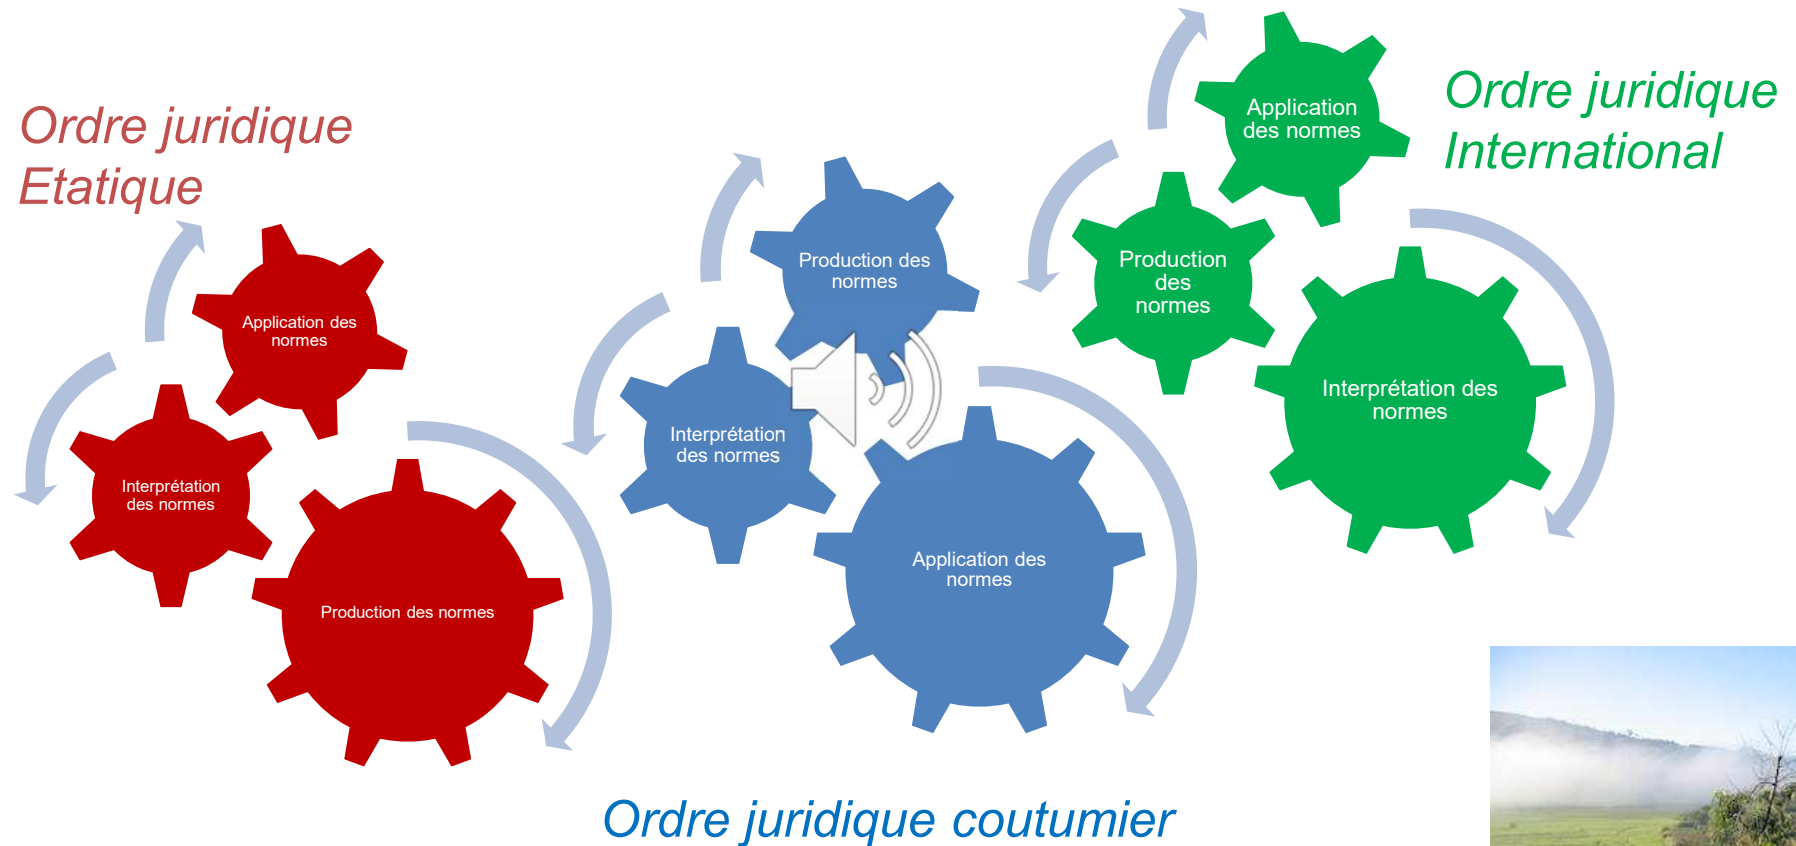 Ordre juridique
Etatique
Application des
normes
Interprétation
des normes
Production des normes
Production des
normes
Interprétation
des normes
Application des
normes
Ordre juridique coutumier
Application
des normes
Ordre juridique
International
Production
des
normes
Interprétation des
normes